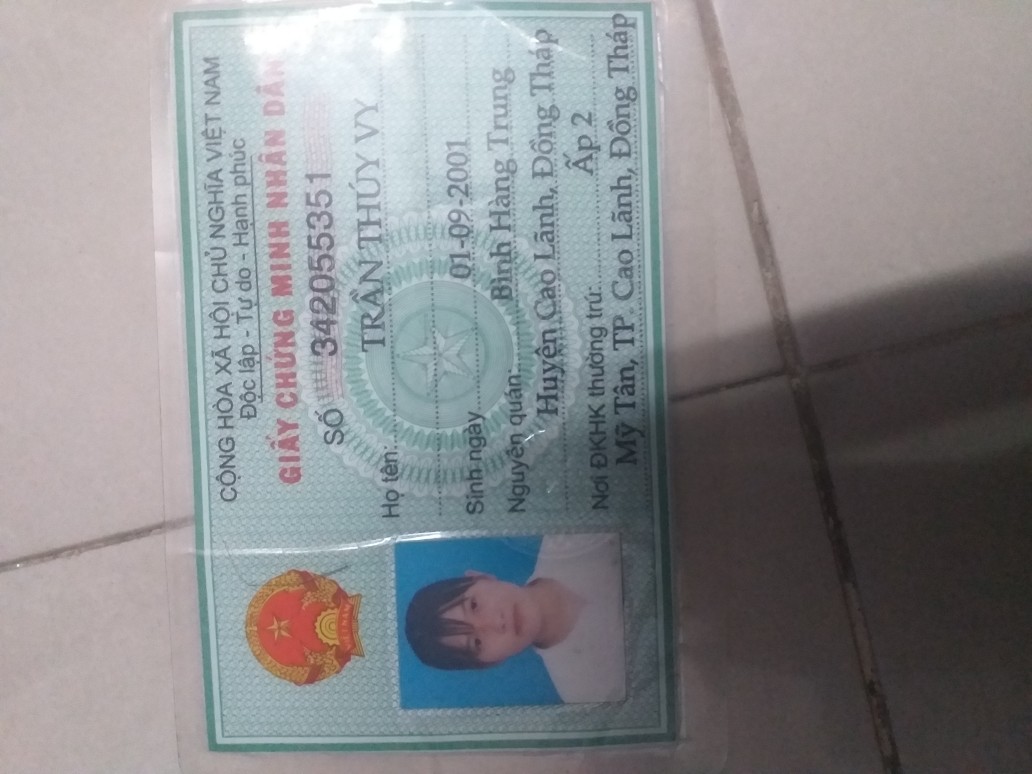 CỘNG HÒA XÃ HỘI CHỦ NGHĨA VIỆT NAM
Độc lập - Tự do - Hạnh phúc
GIẤY CHỨNG MINH NHÂN DÂN
SỐ 342055351
Họ tên: TRẦN THÚY VY
Sinh ngày 01-09-2001
Nguyên quán: Bình Hàng Trung
Huyện Cao Lãnh, Đồng Tháp
Nơi ĐKHK thường trú: Ấp 2
Mỹ Tân, TP. Cao Lãnh, Đồng Tháp
VIỆT NAM